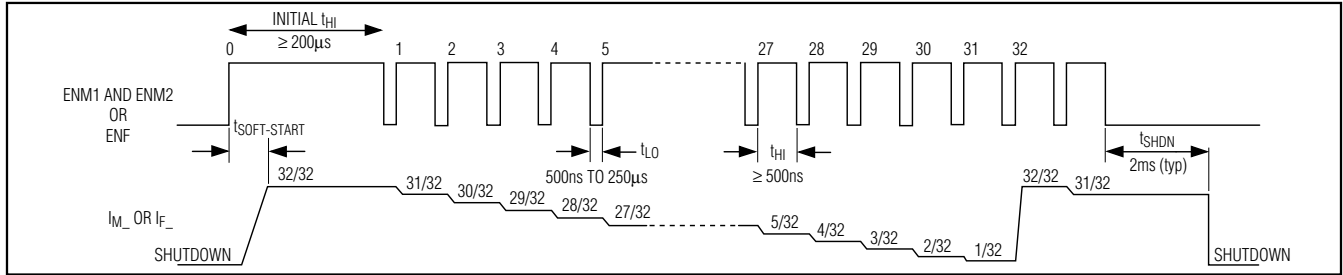 INITIAL tHI
≥ 200µs
0 1 2 3 4 5 27 28 29 30 31 32
ENM1 AND ENM2
OR
ENF
tSOFT-START
tLO
500ns TO 250µs
tHI
≥ 500ns
tSHDN
2ms (typ)
32/32 31/32 30/32 29/32 28/32 27/32 5/32 4/32 3/32 2/32 1/32 32/32 31/32
IM_ OR IF_
SHUTDOWN
SHUTDOWN